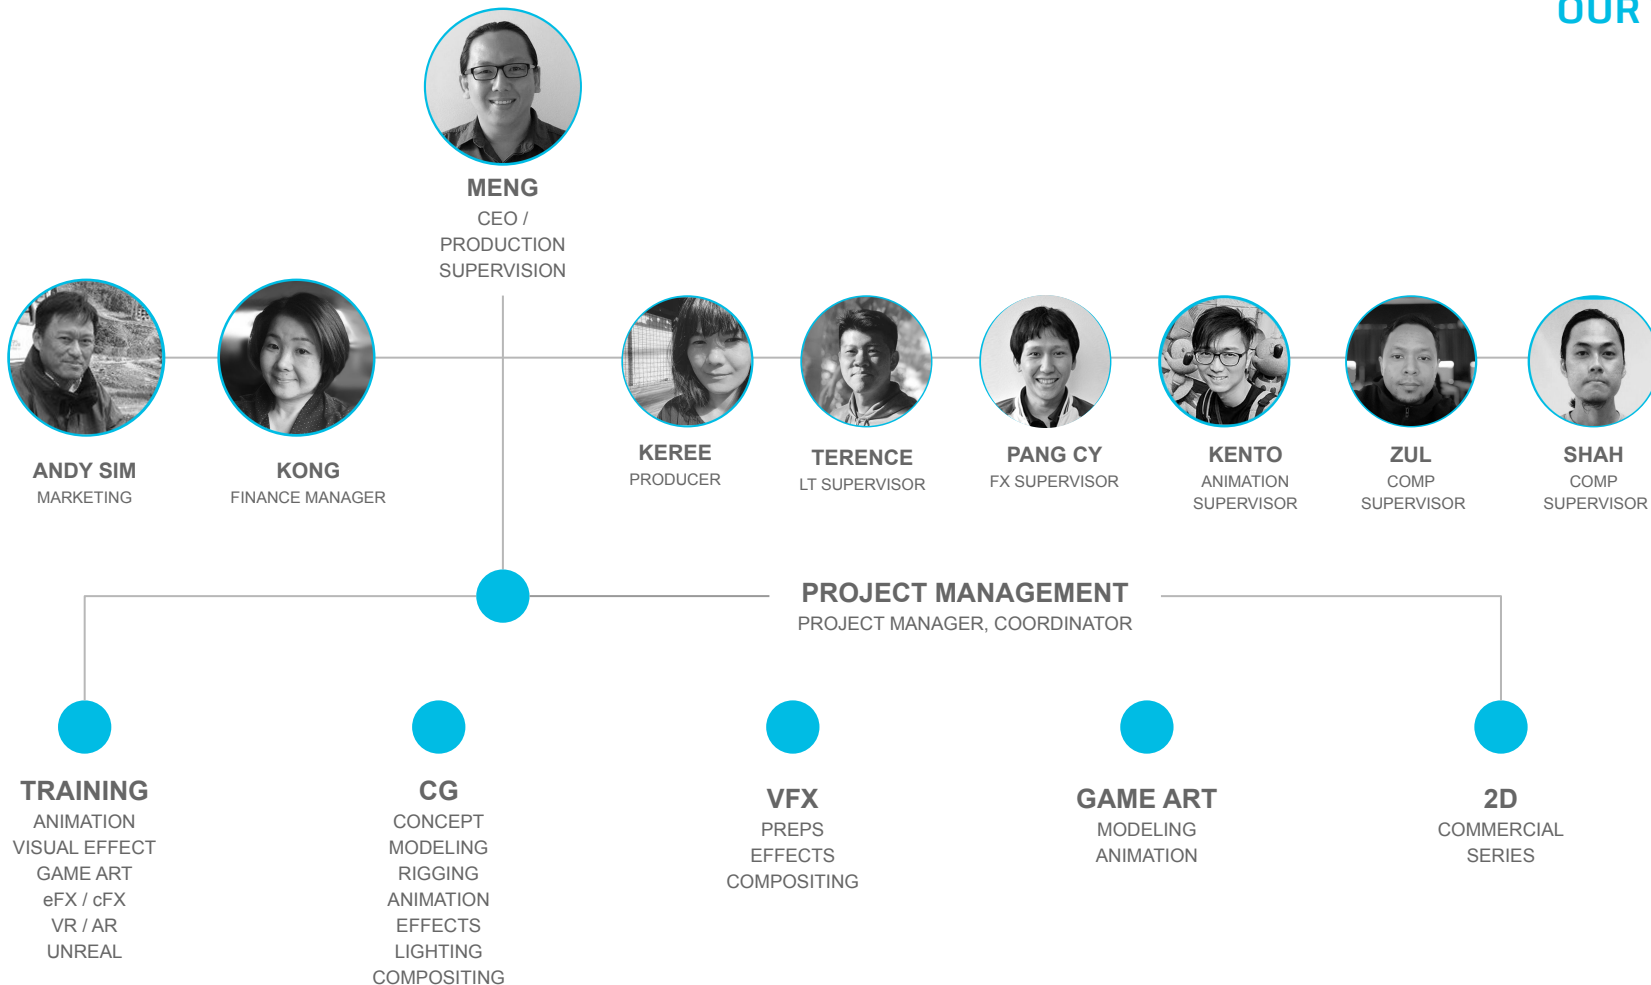 OUR
MENG
CEO /
PRODUCTION
SUPERVISION
ANDY SIM
MARKETING
KONG
FINANCE MANAGER
KEREE
PRODUCER
TERENCE
LT SUPERVISOR
PANG CY
FX SUPERVISOR
KENTO
ANIMATION
SUPERVISOR
ZUL
COMP
SUPERVISOR
SHAH
COMP
SUPERVISOR
PROJECT MANAGEMENT
PROJECT MANAGER, COORDINATOR
TRAINING
ANIMATION
VISUAL EFFECT
GAME ART
eFX / cFX
VR / AR
UNREAL
CG
CONCEPT
MODELING
RIGGING
ANIMATION
EFFECTS
LIGHTING
COMPOSITING
VFX
PREPS
EFFECTS
COMPOSITING
GAME ART
MODELING
ANIMATION
2D
COMMERCIAL
SERIES